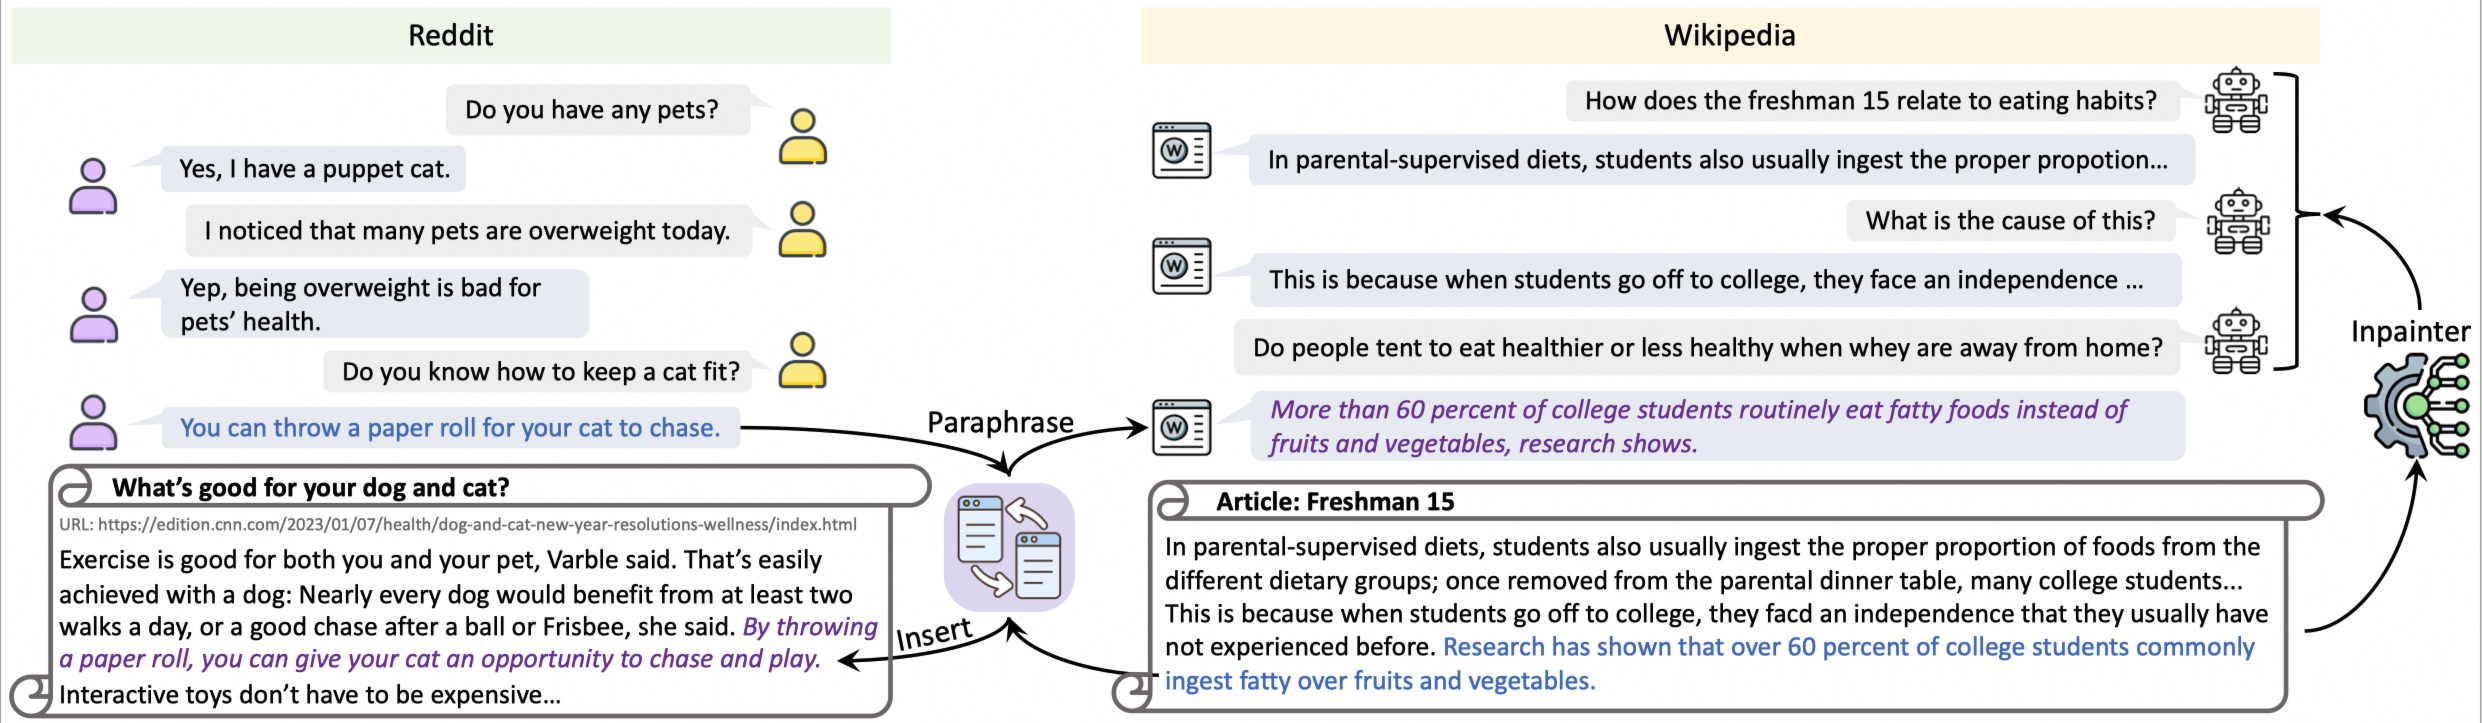 Reddit
Do you have any pets?
Yes, I have a puppet cat.
I noticed that many pets are overweight today.
Yep, being overweight is bad for
pets' health.
Do you know how to keep a cat fit?
You can throw a paper roll for your cat to chase.
What's good for your dog and cat?
URL: https://edition.cnn.com/2023/01/07/health/dog-and-cat-new-year-resolutions-wellness/index.html
Exercise is good for both you and your pet, Varble said. That's easily
achieved with a dog: Nearly every dog would benefit from at least two
walks a day, or a good chase after a ball or Frisbee, she said. By throwing
a paper roll, you can give your cat an opportunity to chase and play.
Interactive toys don't have to be expensive...
Paraphrase
Insert
Wikipedia
How does the freshman 15 relate to eating habits?
W
In parental-supervised diets, students also usually ingest the proper propotion...
What is the cause of this?
W
This is because when students go off to college, they face an independence ...
Do people tent to eat healthier or less healthy when whey are away from home?
W
More than 60 percent of college students routinely eat fatty foods instead of
fruits and vegetables, research shows.
Inpainter
Article: Freshman 15
In parental-supervised diets, students also usually ingest the proper proportion of foods from the
different dietary groups; once removed from the parental dinner table, many college students...
This is because when students go off to college, they facd an independence that they usually have
not experienced before. Research has shown that over 60 percent of college students commonly
ingest fatty over fruits and vegetables.